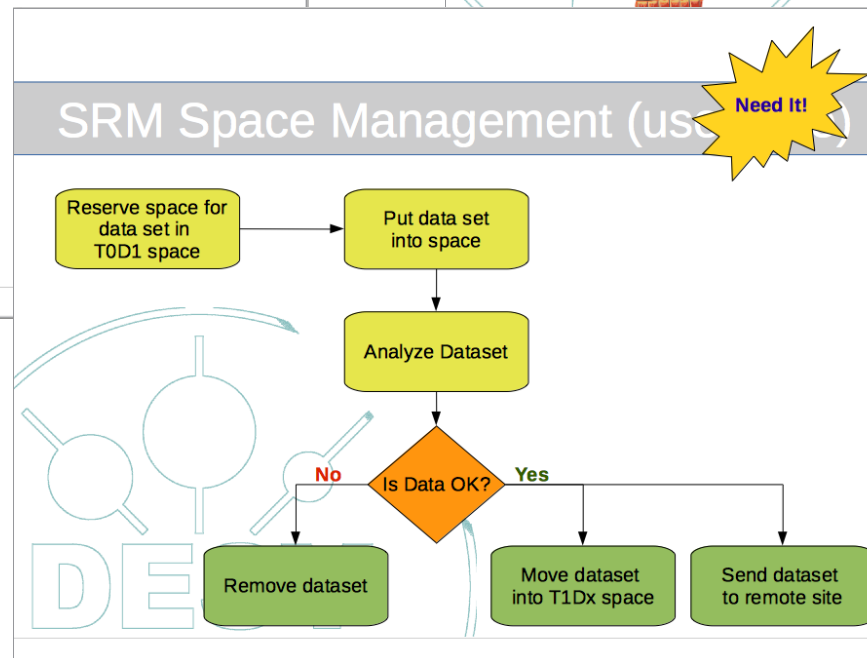 SRM Space Management (use
Need It!
Reserve space for
data set in
T0D1 space
Put data set
into space
Analyze Dataset
Is Data OK?
No
Yes
Remove dataset
Move dataset
into T1Dx space
Send dataset
to remote site